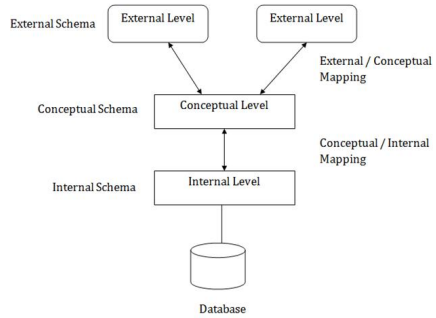 External Schema
External Level
External Level
External / Conceptual
Mapping
Conceptual Schema
Conceptual Level
Conceptual / Internal
Mapping
Internal Schema
Internal Level
Database